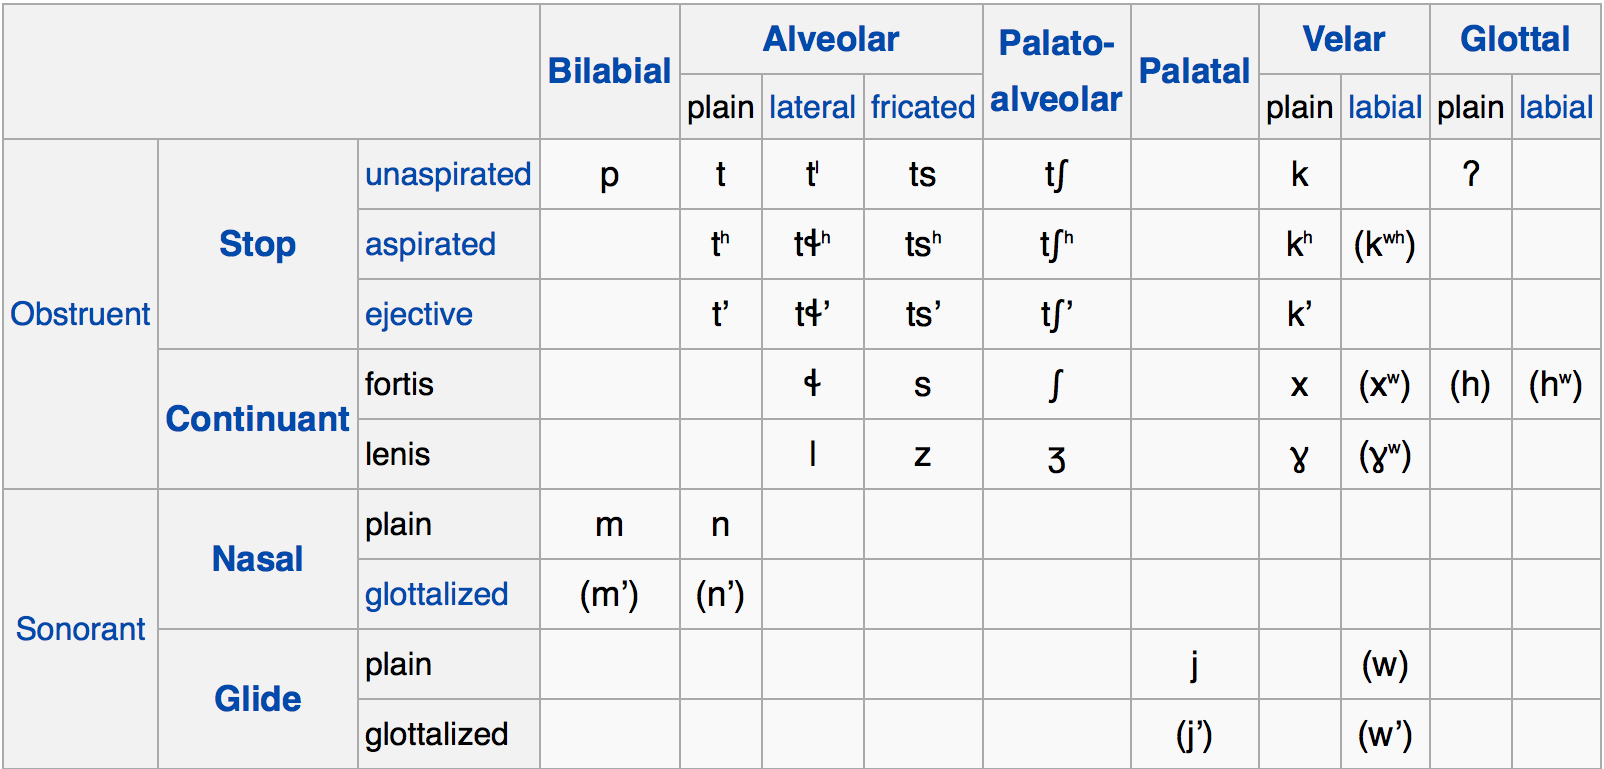 Bilabial Alveolar Palato-alveolar Palatal Velar Glottal
plain lateral fricated plain labial plain labial
Obstruent Stop unaspirated p t tˡ ts tʃ k ʔ
aspirated tʰ tɬʰ tsʰ tʃʰ kʰ (kʷʰ)
ejective t’ tɬ’ ts’ tʃ’ k’
Continuant fortis ɬ s ʃ x (xʷ) (h) (hʷ)
lenis l z ʒ ɣ (ɣʷ)
Sonorant Nasal plain m n
glottalized (m’) (n’)
Glide plain j (w)
glottalized (j’) (w’)